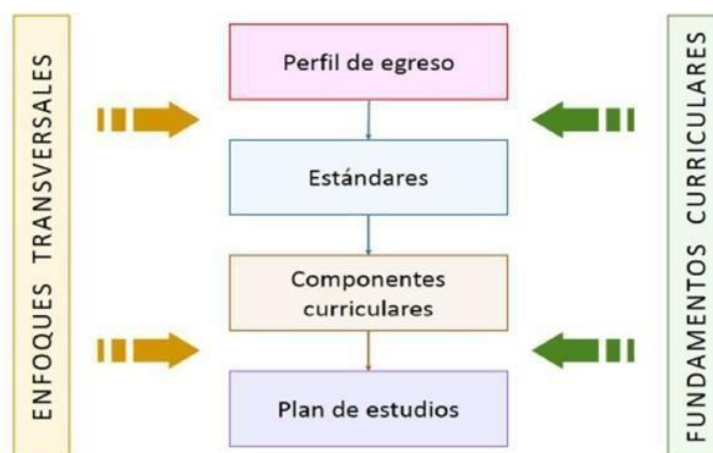 ENFOQUES TRANSVERSALES
Perfil de egreso
Estándares
Componentes
curriculares
Plan de estudios
FUNDAMENTOS CURRICULARES